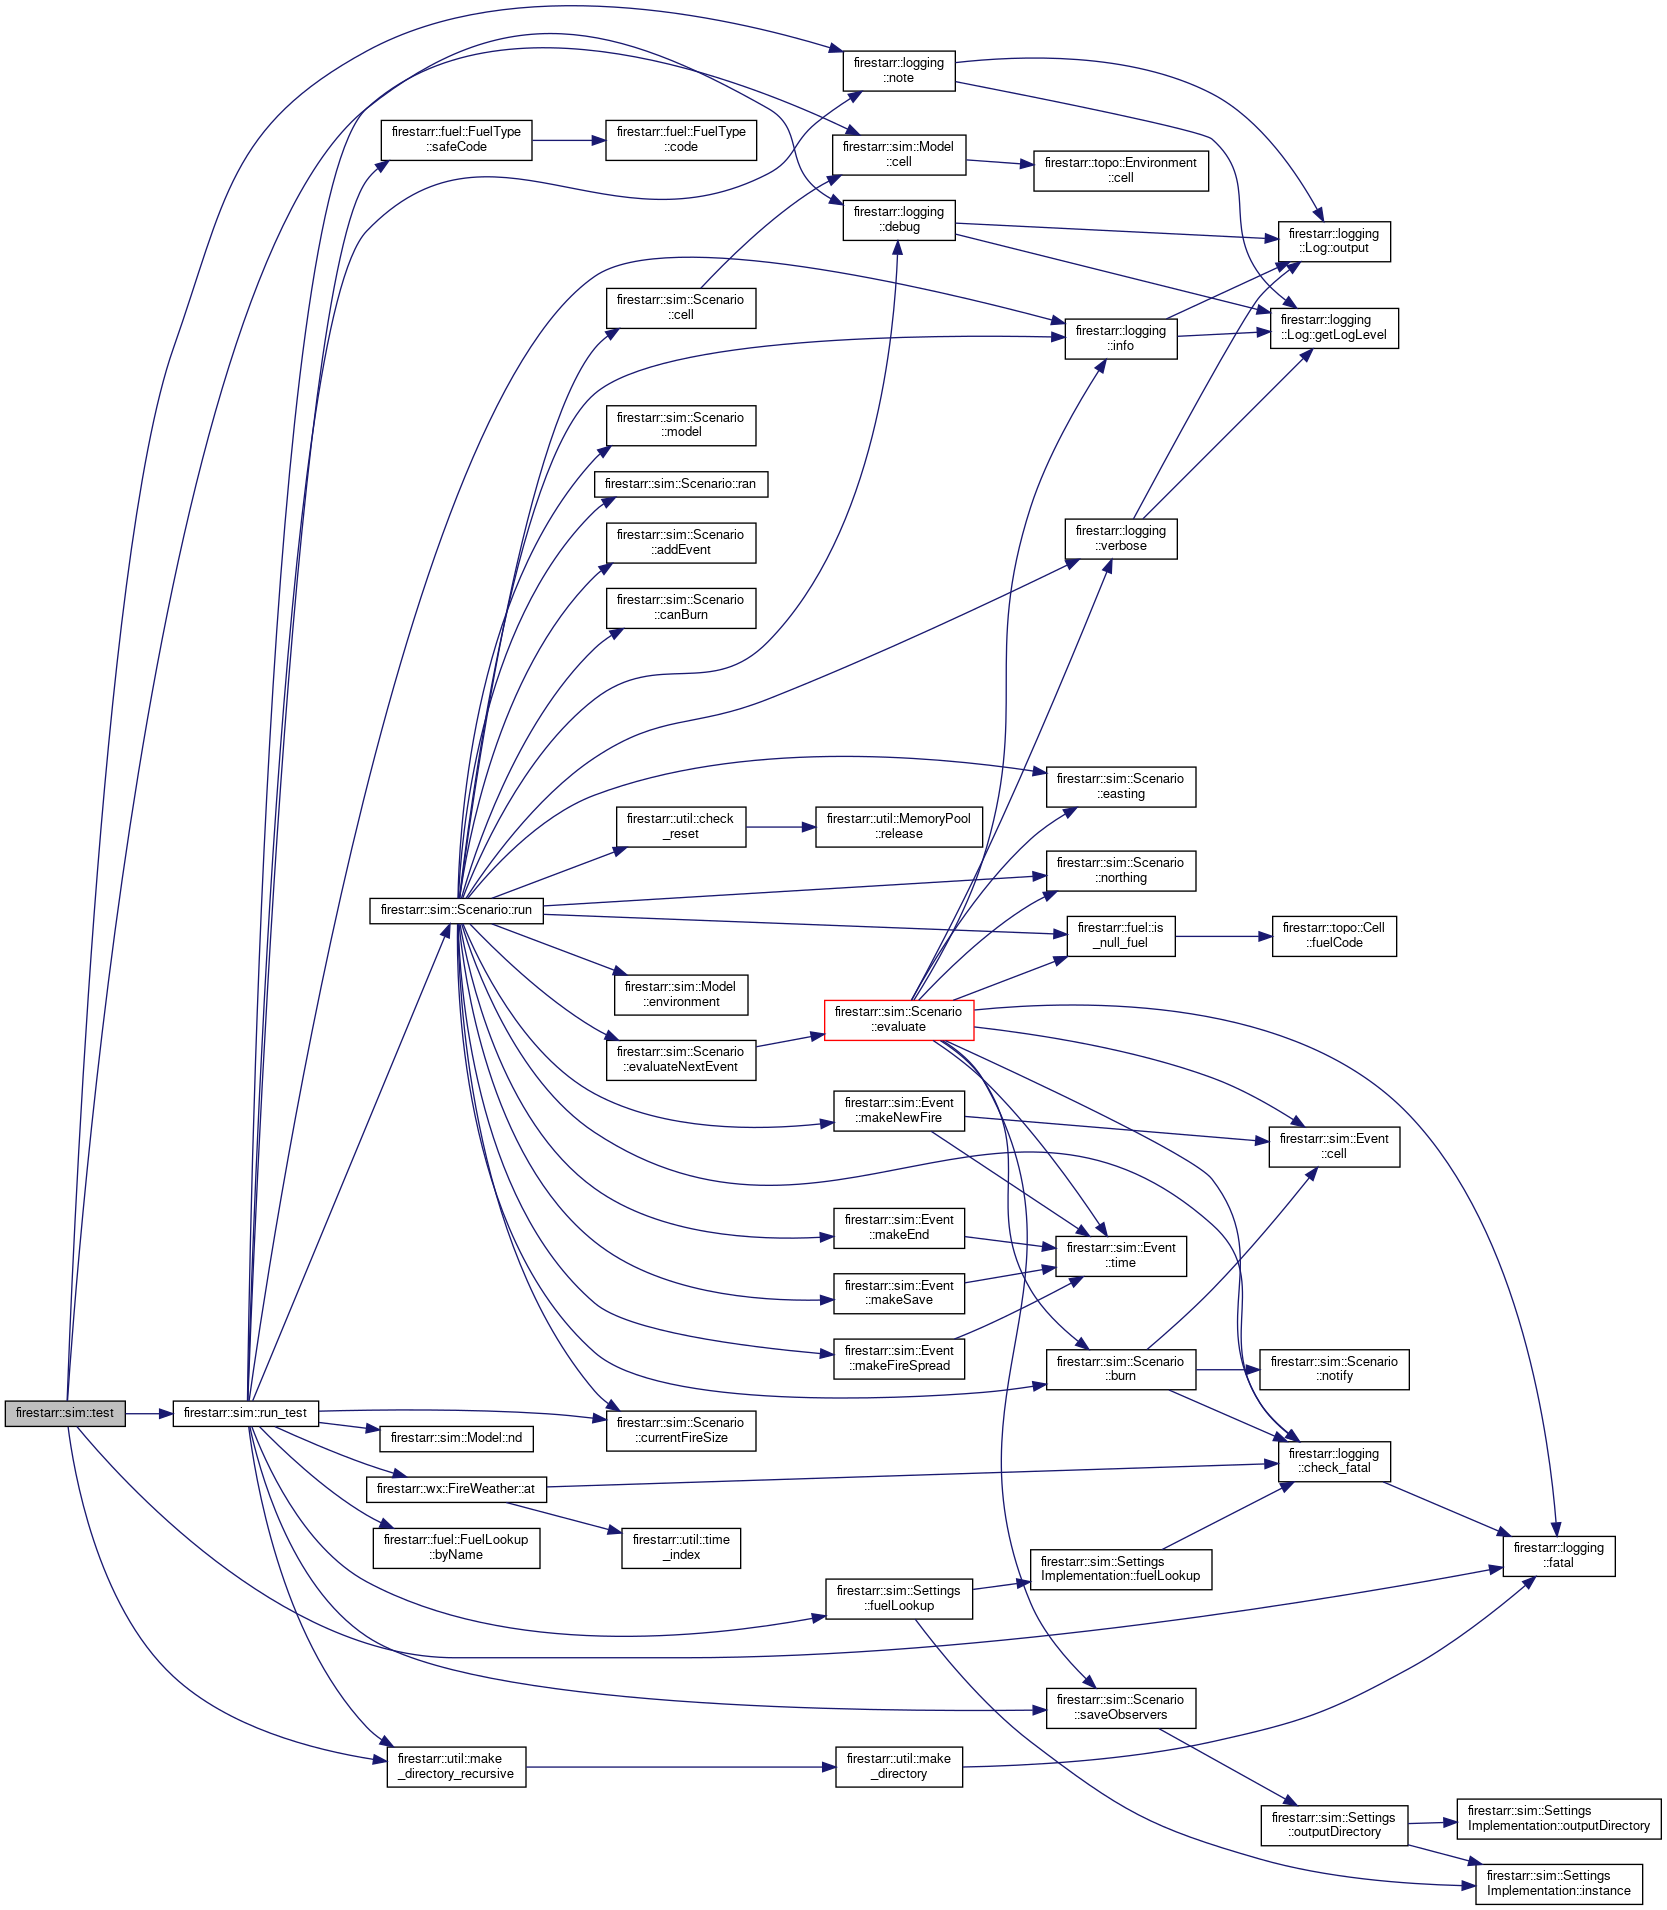 firestarr::logging
::note
firestarr::fuel::FuelType
::safeCode
firestarr::fuel::FuelType
::code
firestarr::sim::Model
::cell
firestarr::topo::Environment
::cell
firestarr::logging
::debug
firestarr::logging
::Log::output
firestarr::sim::Scenario
::cell
firestarr::logging
::info
firestarr::logging
::Log::getLogLevel
firestarr::sim::Scenario
::model
firestarr::sim::Scenario::ran
firestarr::sim::Scenario
::addEvent
firestarr::logging
::verbose
firestarr::sim::Scenario
::canBurn
firestarr::sim::Scenario
::easting
firestarr::util::check
_reset
firestarr::util::MemoryPool
::release
firestarr::sim::Scenario
::northing
firestarr::sim::Scenario::run
firestarr::fuel::is
_null_fuel
firestarr::topo::Cell
::fuelCode
firestarr::sim::Model
::environment
firestarr::sim::Scenario
::evaluate
firestarr::sim::Scenario
::evaluateNextEvent
firestarr::sim::Event
::makeNewFire
firestarr::sim::Event
::cell
firestarr::sim::Event
::makeEnd
firestarr::sim::Event
::time
firestarr::sim::Event
::makeSave
firestarr::sim::Event
::makeFireSpread
firestarr::sim::Scenario
::burn
firestarr::sim::Scenario
::notify
firestarr::sim::test
firestarr::sim::run_test
firestarr::sim::Scenario
::currentFireSize
firestarr::sim::Model::nd
firestarr::logging
::check_fatal
firestarr::wx::FireWeather::at
firestarr::fuel::FuelLookup
::byName
firestarr::util::time
_index
firestarr::logging
::fatal
firestarr::sim::Settings
Implementation::fuelLookup
firestarr::sim::Settings
::fuelLookup
firestarr::sim::Scenario
::saveObservers
firestarr::util::make
_directory_recursive
firestarr::util::make
_directory
firestarr::sim::Settings
::outputDirectory
firestarr::sim::Settings
Implementation::outputDirectory
firestarr::sim::Settings
Implementation::instance